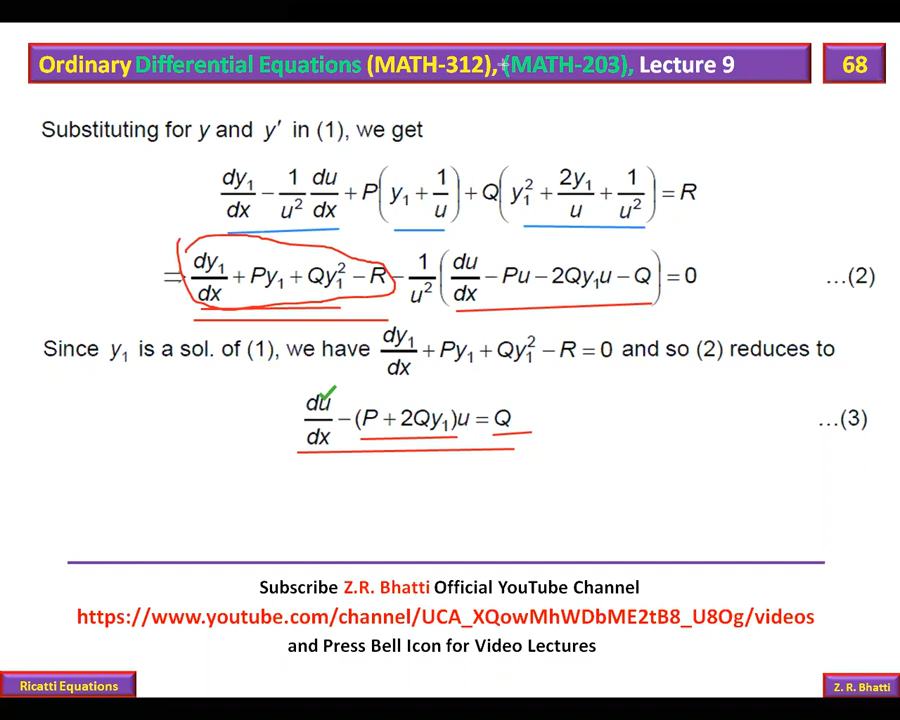 Ordinary Differential Equations (MATH-312), (MATH-203), Lecture 9
68
Substituting for y and y′ in (1), we get
dy₁/dx − 1/u² du/dx + P(y₁ + 1/u) + Q(y₁² + 2y₁/u + 1/u²) = R
⇒ dy₁/dx + Py₁ + Qy₁² − R − 1/u² (du/dx − Pu − 2Qy₁u − Q) = 0 ...(2)
Since y₁ is a sol. of (1), we have dy₁/dx + Py₁ + Qy₁² − R = 0 and so (2) reduces to
du/dx − (P + 2Qy₁)u = Q ...(3)
Subscribe Z.R. Bhatti Official YouTube Channel
https://www.youtube.com/channel/UCA_XQowMhWDbME2tB8_U8Og/videos
and Press Bell Icon for Video Lectures
Ricatti Equations
Z. R. Bhatti